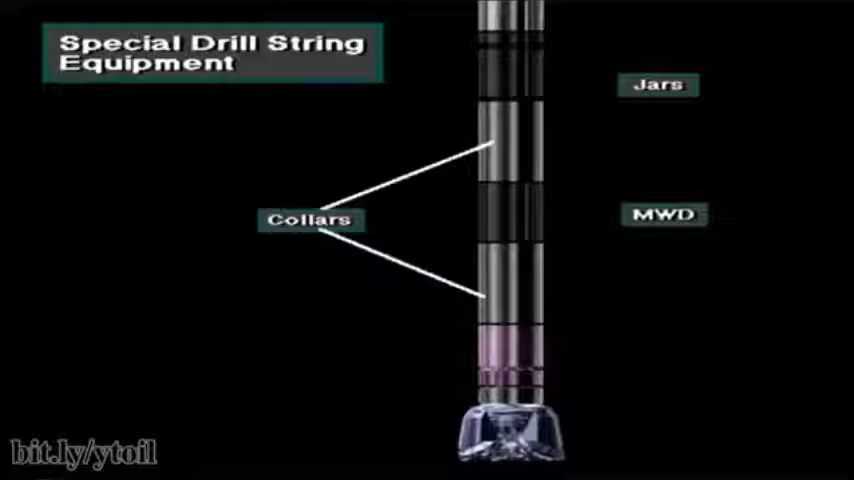 Special Drill String
Equipment
Jars
Collars
MWD
bit.ly/ytoil